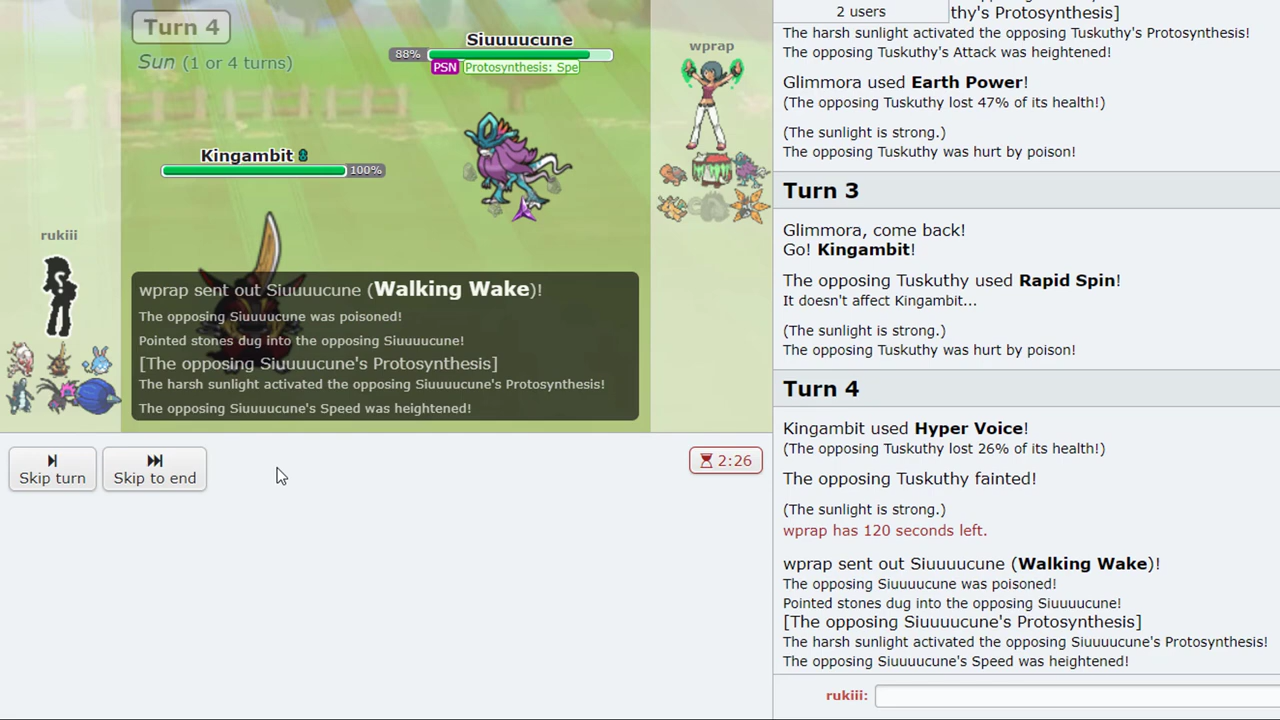 Turn 4
Sun (1 or 4 turns)
Siuuuucune
88%
PSN Protosynthesis: Spe
Kingambit
100%
wprap
rukiii
wprap sent out Siuuuucune (Walking Wake)!
The opposing Siuuuucune was poisoned!
Pointed stones dug into the opposing Siuuuucune!
[The opposing Siuuuucune's Protosynthesis]
The harsh sunlight activated the opposing Siuuuucune's Protosynthesis!
The opposing Siuuuucune's Speed was heightened!
Skip turn
Skip to end
2:26
2 users
thy's Protosynthesis]
The harsh sunlight activated the opposing Tuskuthy's Protosynthesis!
The opposing Tuskuthy's Attack was heightened!
Glimmora used Earth Power!
(The opposing Tuskuthy lost 47% of its health!)
(The sunlight is strong.)
The opposing Tuskuthy was hurt by poison!
Turn 3
Glimmora, come back!
Go! Kingambit!
The opposing Tuskuthy used Rapid Spin!
It doesn't affect Kingambit...
(The sunlight is strong.)
The opposing Tuskuthy was hurt by poison!
Turn 4
Kingambit used Hyper Voice!
(The opposing Tuskuthy lost 26% of its health!)
The opposing Tuskuthy fainted!
(The sunlight is strong.)
wprap has 120 seconds left.
wprap sent out Siuuuucune (Walking Wake)!
The opposing Siuuuucune was poisoned!
Pointed stones dug into the opposing Siuuuucune!
[The opposing Siuuuucune's Protosynthesis]
The harsh sunlight activated the opposing Siuuuucune's Protosynthesis!
The opposing Siuuuucune's Speed was heightened!
rukiii: